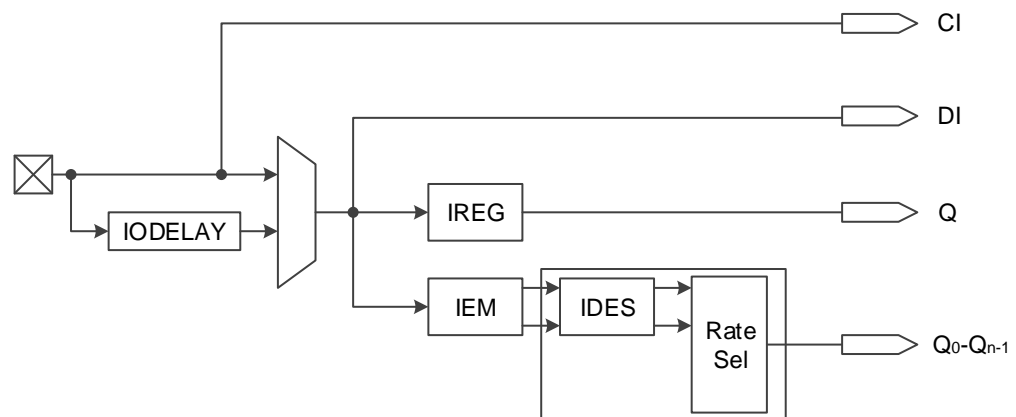 CI
DI
IODELAY
IREG
Q
IEM
IDES
Rate
Sel
Q0-Qn-1